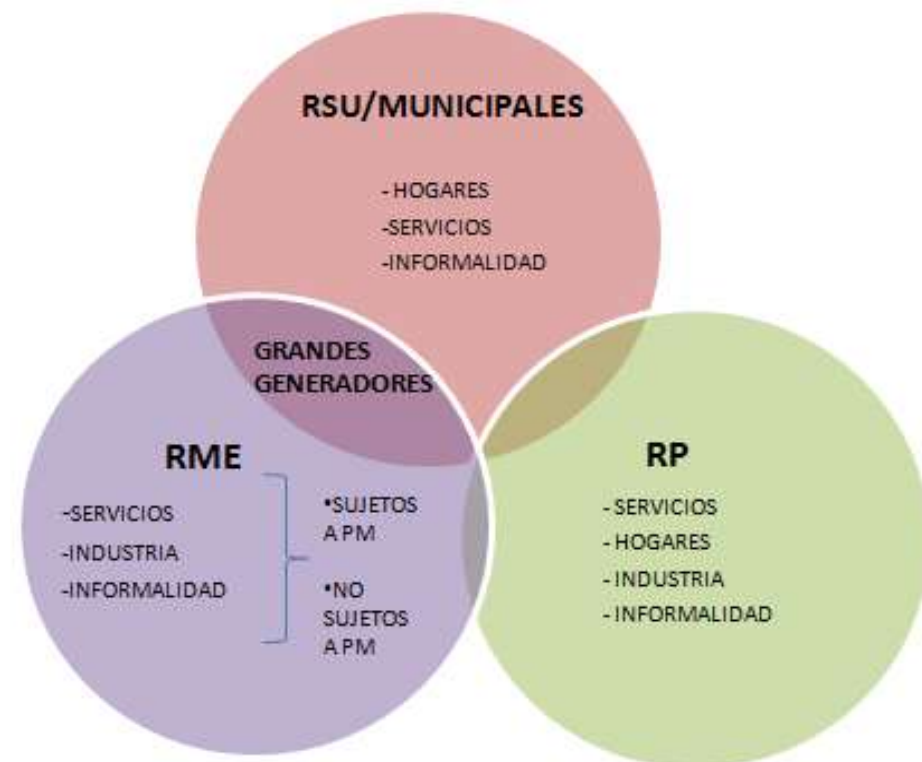 RSU/MUNICIPALES
- HOGARES
-SERVICIOS
-INFORMALIDAD
GRANDES
GENERADORES
RME
-SERVICIOS
-INDUSTRIA
-INFORMALIDAD
•SUJETOS
A PM
•NO
SUJETOS
A PM
RP
- SERVICIOS
- HOGARES
- INDUSTRIA
- INFORMALIDAD